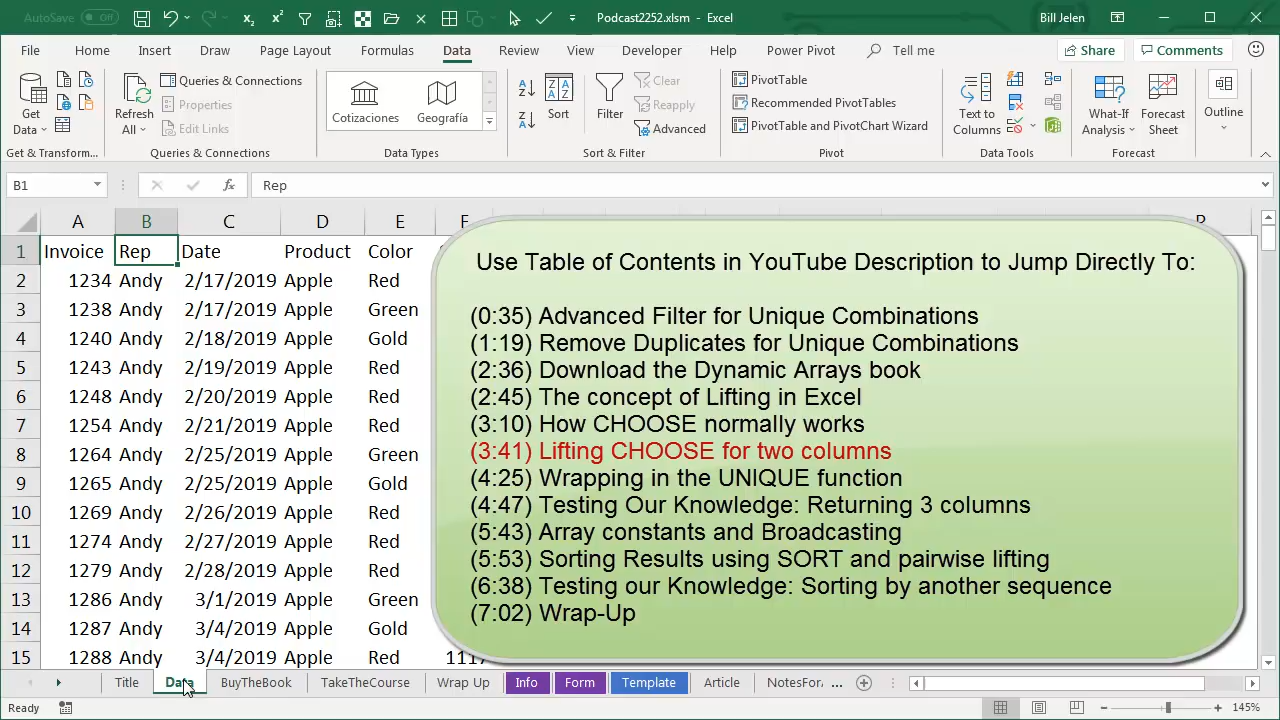 AutoSave Off Podcast2252.xlsm - Excel Bill Jelen
File Home Insert Draw Page Layout Formulas Data Review View Developer Help Power Pivot Tell me Share Comments
Get Data
Get & Transform...
Refresh All
Queries & Connections
Properties
Edit Links
Queries & Connections
Cotizaciones
Geografía
Data Types
Sort
Filter
Clear
Reapply
Advanced
Sort & Filter
PivotTable
Recommended PivotTables
PivotTable and PivotChart Wizard
Pivot
Text to Columns
Data Tools
What-If Analysis
Forecast Sheet
Forecast
Outline
B1 fx Rep
A B C D E F
1 Invoice Rep Date Product Color
2 1234 Andy 2/17/2019 Apple Red
3 1238 Andy 2/17/2019 Apple Green
4 1240 Andy 2/18/2019 Apple Gold
5 1243 Andy 2/19/2019 Apple Red
6 1248 Andy 2/20/2019 Apple Red
7 1254 Andy 2/21/2019 Apple Red
8 1264 Andy 2/25/2019 Apple Green
9 1265 Andy 2/25/2019 Apple Gold
10 1269 Andy 2/26/2019 Apple Red
11 1274 Andy 2/27/2019 Apple Red
12 1279 Andy 2/28/2019 Apple Red
13 1286 Andy 3/1/2019 Apple Green
14 1287 Andy 3/4/2019 Apple Gold
15 1288 Andy 3/4/2019 Apple Red 1117
Use Table of Contents in YouTube Description to Jump Directly To:
(0:35) Advanced Filter for Unique Combinations
(1:19) Remove Duplicates for Unique Combinations
(2:36) Download the Dynamic Arrays book
(2:45) The concept of Lifting in Excel
(3:10) How CHOOSE normally works
(3:41) Lifting CHOOSE for two columns
(4:25) Wrapping in the UNIQUE function
(4:47) Testing Our Knowledge: Returning 3 columns
(5:43) Array constants and Broadcasting
(5:53) Sorting Results using SORT and pairwise lifting
(6:38) Testing our Knowledge: Sorting by another sequence
(7:02) Wrap-Up
Title Data BuyTheBook TakeTheCourse Wrap Up Info Form Template Article NotesFor ...
Ready 145%